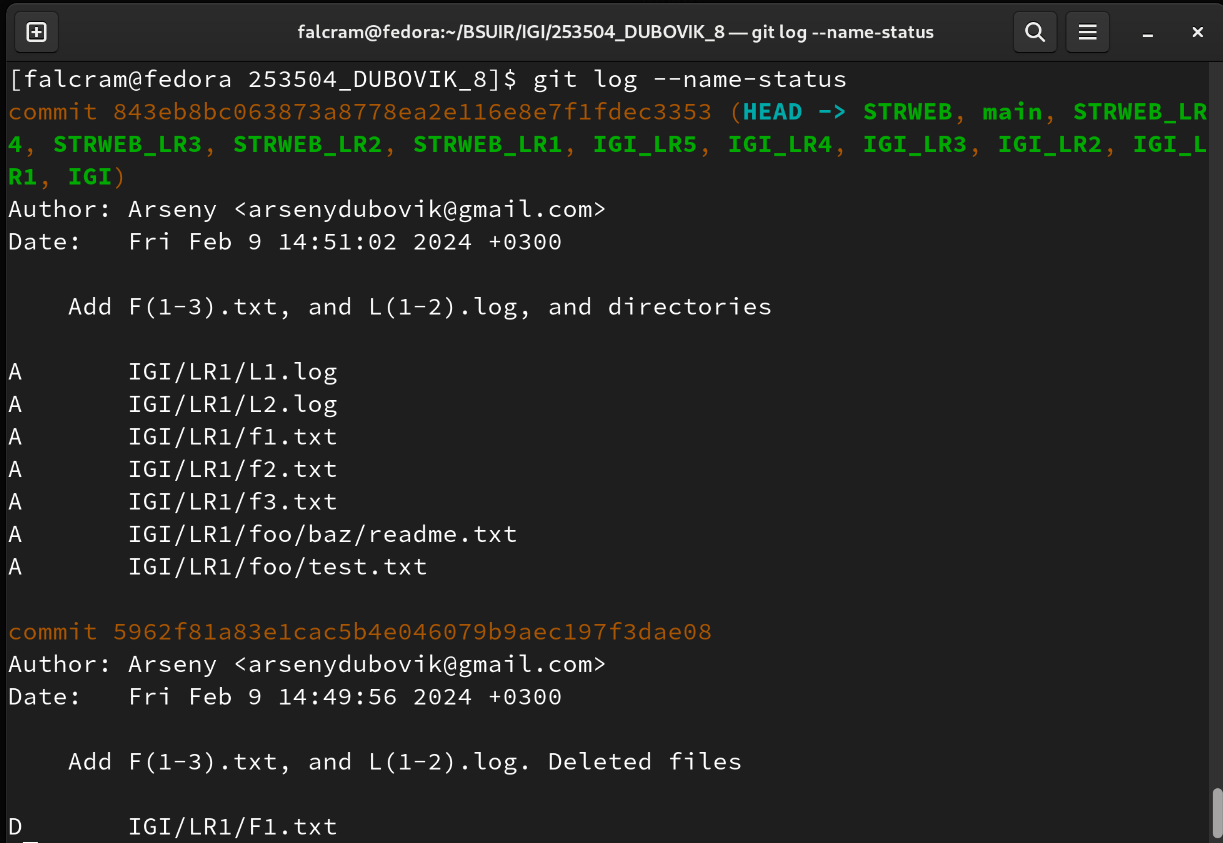 falcram@fedora:~/BSUIR/IGI/253504_DUBOVIK_8 — git log --name-status
[falcram@fedora 253504_DUBOVIK_8]$ git log --name-status
commit 843eb8bc063873a8778ea2e116e8e7f1fdec3353 (HEAD -> STRWEB, main, STRWEB_LR
4, STRWEB_LR3, STRWEB_LR2, STRWEB_LR1, IGI_LR5, IGI_LR4, IGI_LR3, IGI_LR2, IGI_L
R1, IGI)
Author: Arseny <arsenydubovik@gmail.com>
Date:   Fri Feb 9 14:51:02 2024 +0300

    Add F(1-3).txt, and L(1-2).log, and directories

A       IGI/LR1/L1.log
A       IGI/LR1/L2.log
A       IGI/LR1/f1.txt
A       IGI/LR1/f2.txt
A       IGI/LR1/f3.txt
A       IGI/LR1/foo/baz/readme.txt
A       IGI/LR1/foo/test.txt

commit 5962f81a83e1cac5b4e046079b9aec197f3dae08
Author: Arseny <arsenydubovik@gmail.com>
Date:   Fri Feb 9 14:49:56 2024 +0300

    Add F(1-3).txt, and L(1-2).log. Deleted files

D       IGI/LR1/F1.txt